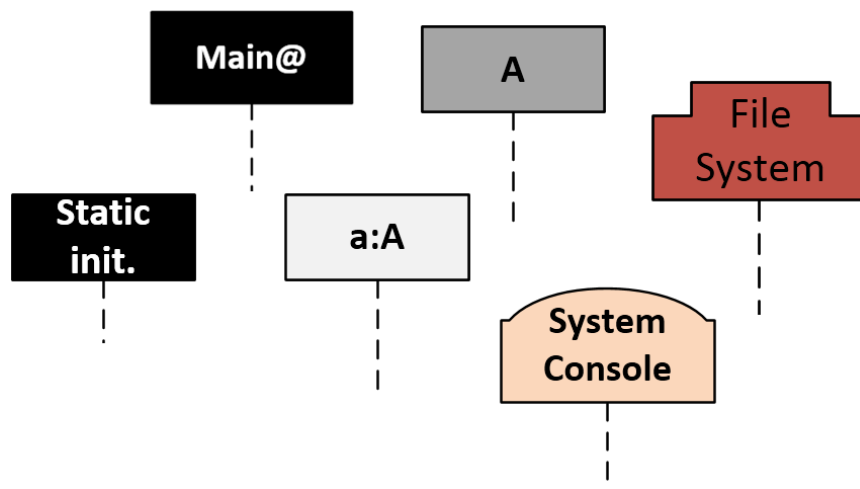 Main@
A
File
System
Static
init.
a:A
System
Console